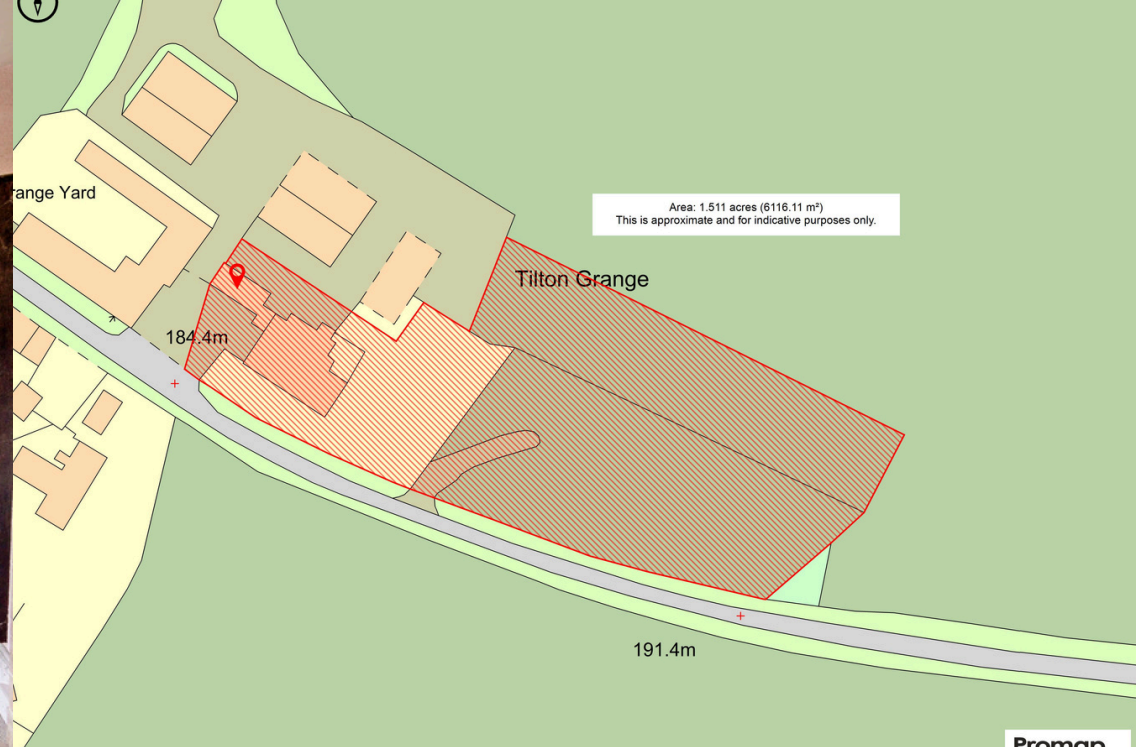 range Yard
Area: 1.511 acres (6116.11 m²)
This is approximate and for indicative purposes only.
Tilton Grange
184.4m
191.4m
Promap